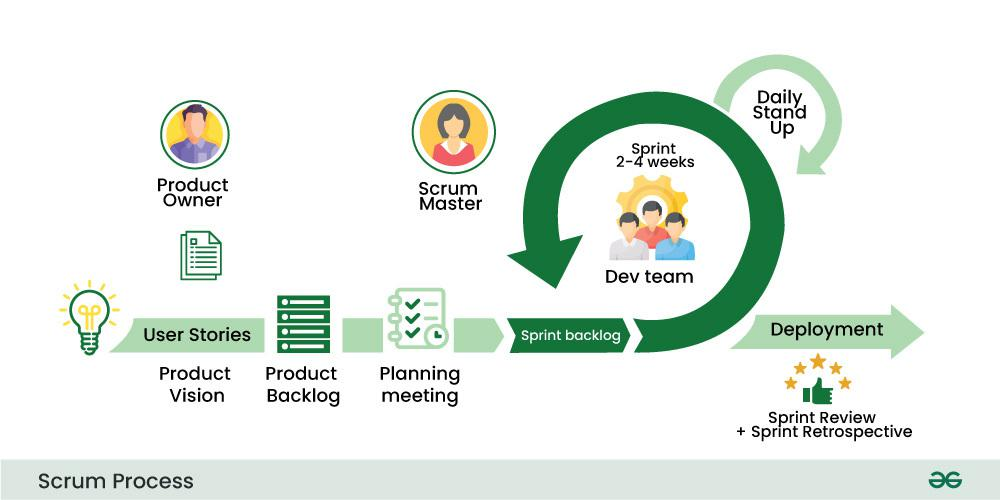 Product
Owner
Scrum
Master
Daily
Stand
Up
Sprint
2-4 weeks
Dev team
User Stories
Sprint backlog
Deployment
Product
Vision
Product
Backlog
Planning
meeting
Sprint Review
+ Sprint Retrospective
Scrum Process